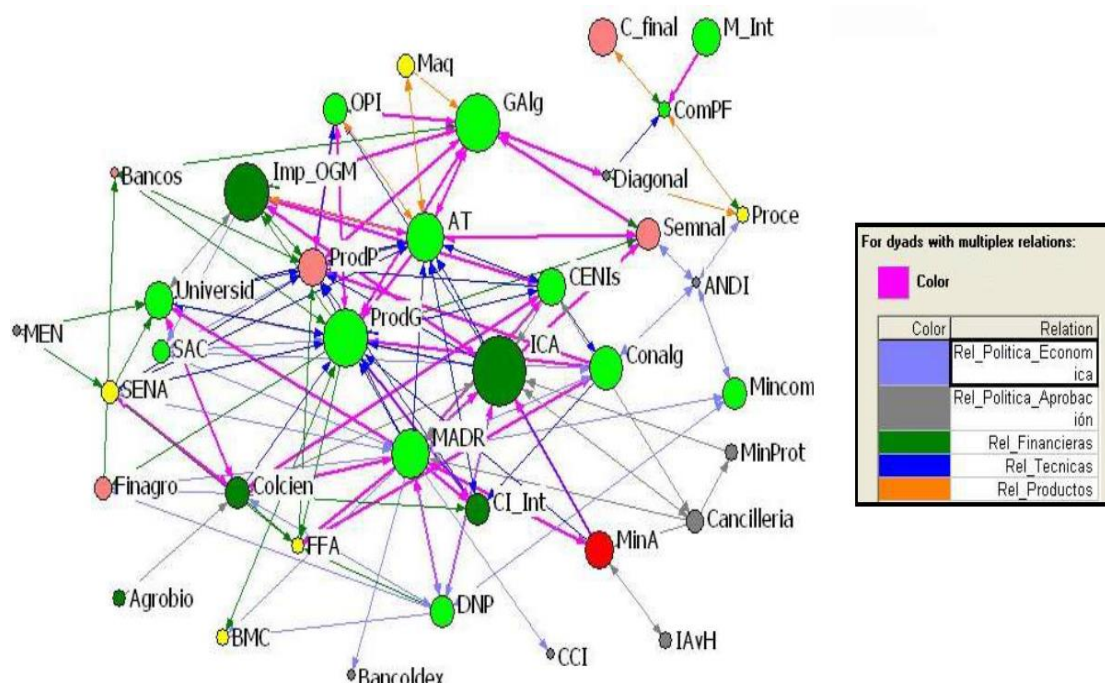 C_final
M_Int
Maq
OPI
GAlg
ComPF
Bancos
Imp_OGM
Diagonal
AT
Semnal
Proce
ProdP
CENIs
ANDI
Universid
MEN
ProdG
SAC
ICA
Conalg
SENA
Mincom
MADR
MinProt
Finagro
Colcien
CI_Int
Cancilleria
FFA
MinA
Agrobio
DNP
BMC
IAvH
CCI
Bancoldex
For dyads with multiplex relations:
Color
Color Relation
Rel_Politica_Econom
ica
Rel_Politica_Aprobac
ión
Rel_Financieras
Rel_Tecnicas
Rel_Productos